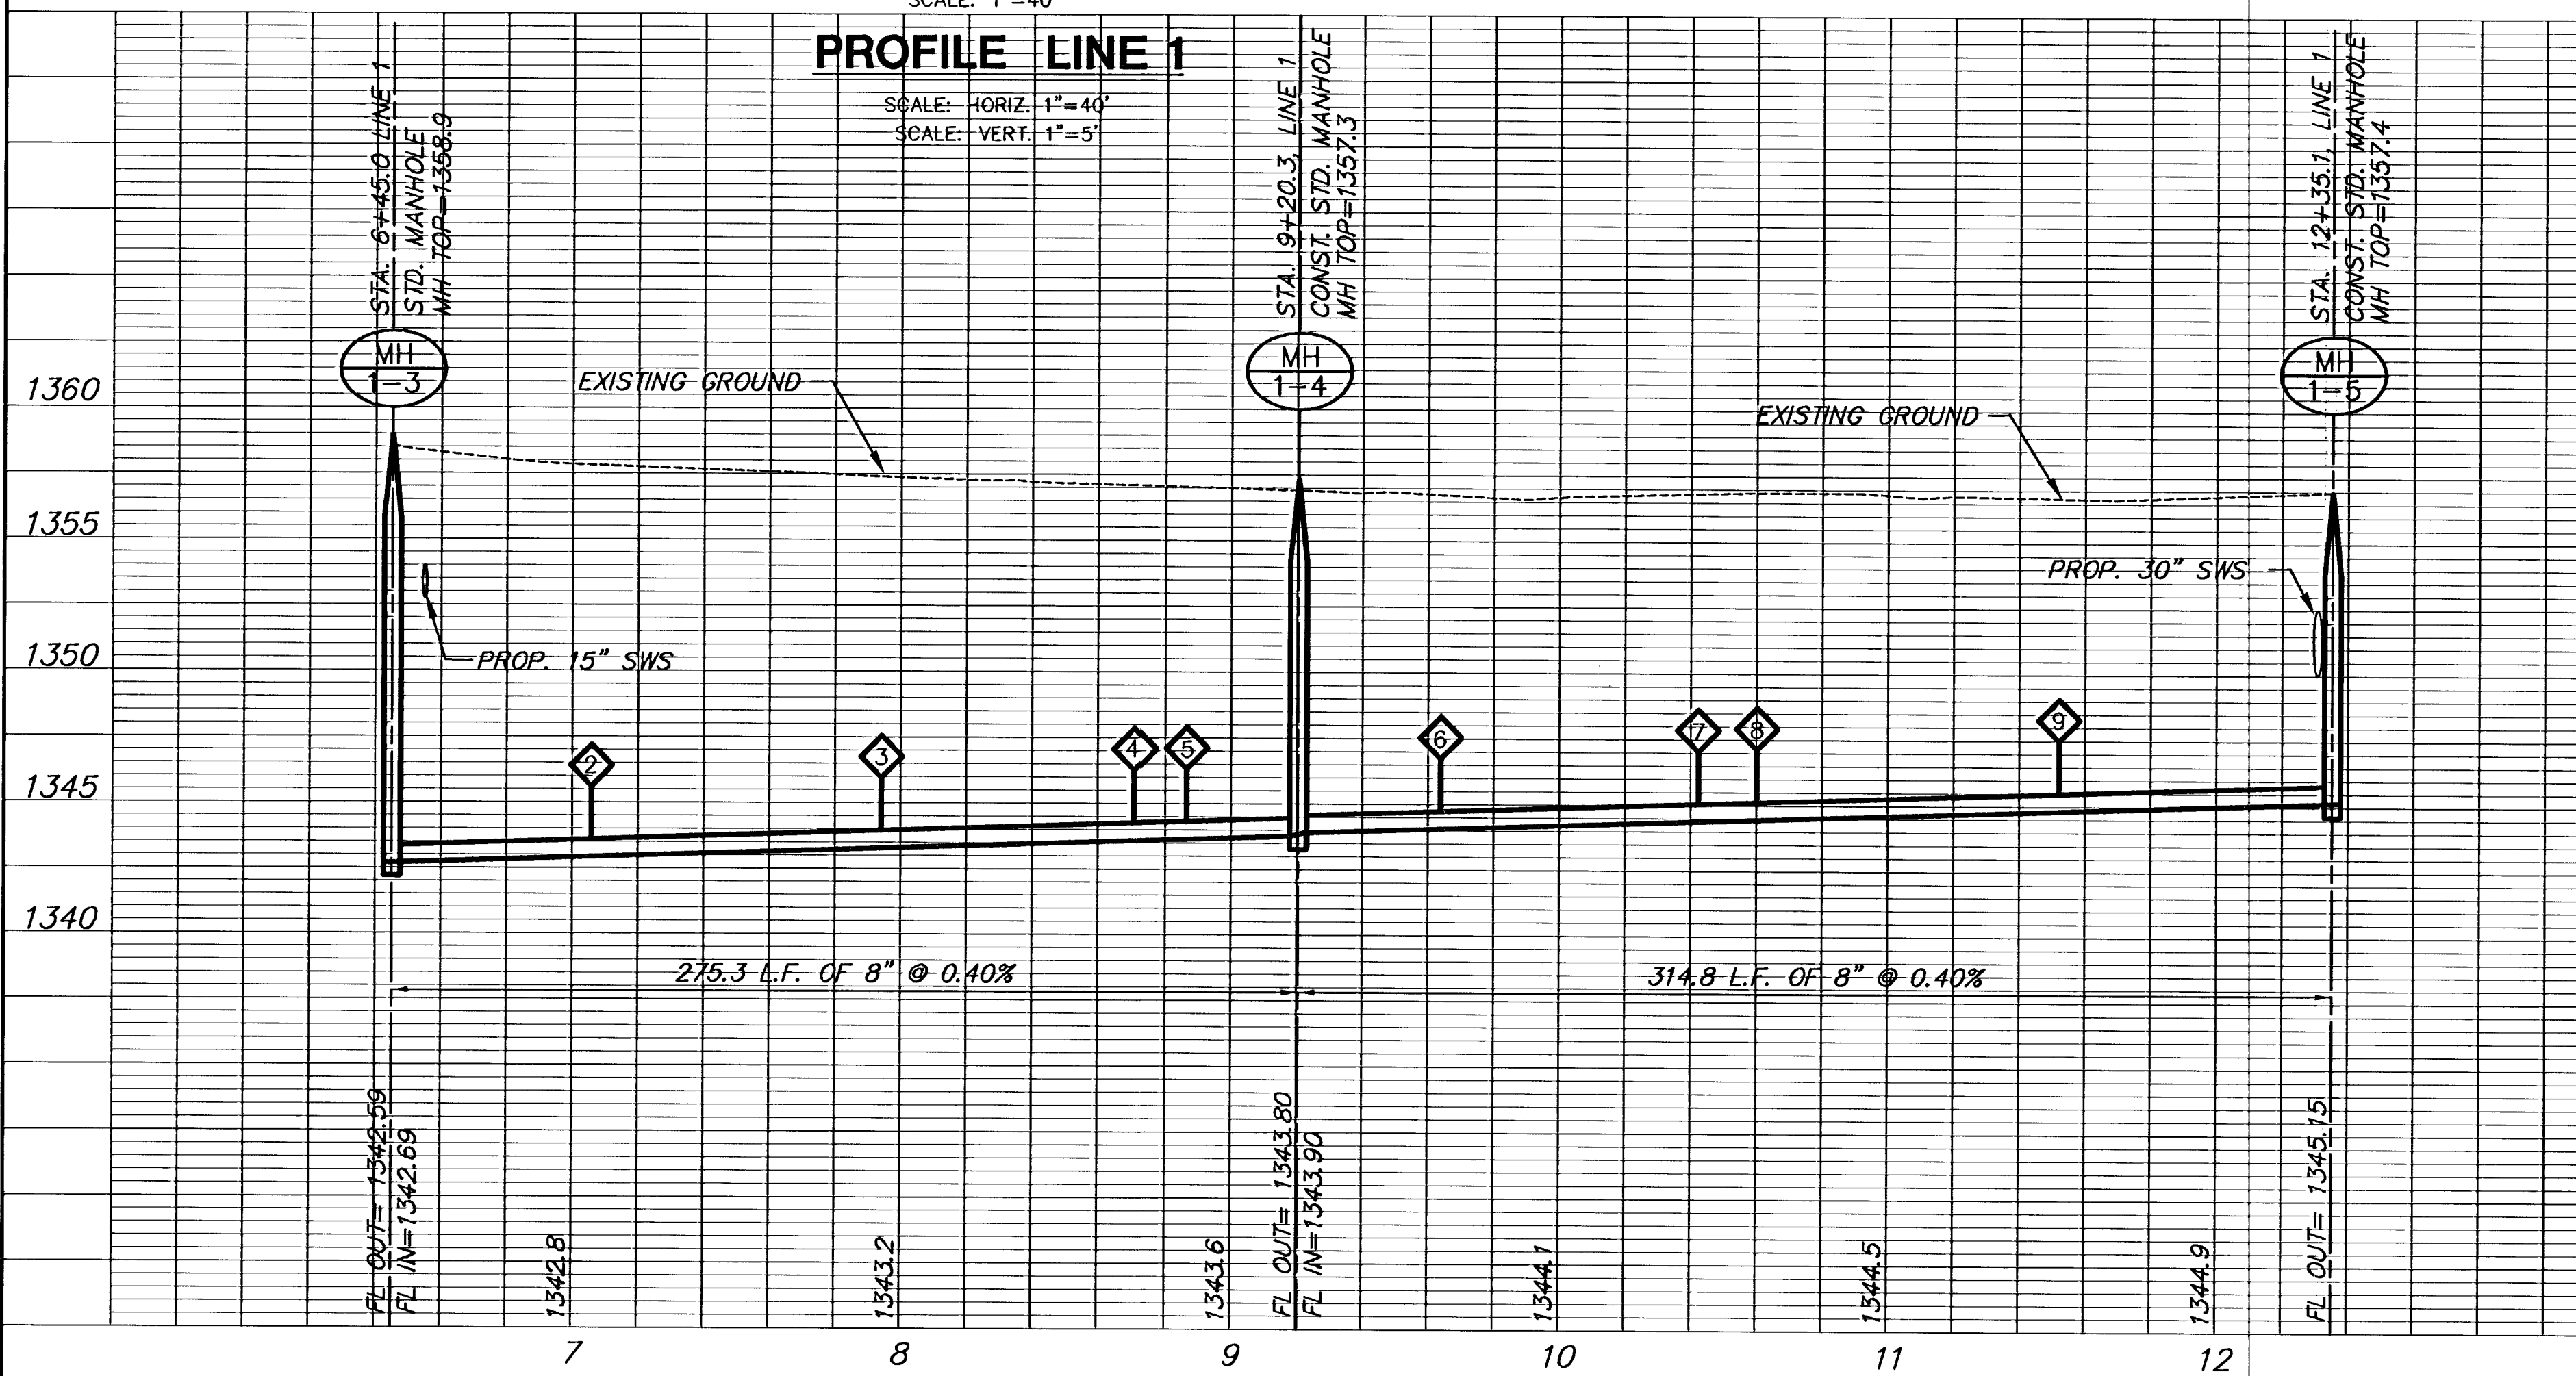 SCALE: 1"=40'
PROFILE LINE 1
SCALE: HORIZ. 1"=40'
SCALE: VERT. 1"=5'
STA. 6+45.0 LINE 1
STD. MANHOLE
MH TOP=1358.9
STA. 9+20.3, LINE 1
CONST. STD. MANHOLE
MH TOP=1357.3
STA. 12+35.1, LINE 1
CONST. STD. MANHOLE
MH TOP=1357.4
MH
1-3
MH
1-4
MH
1-5
EXISTING GROUND
EXISTING GROUND
1360
1355
1350
1345
1340
PROP. 15" SWS
PROP. 30" SWS
2
3
4
5
6
7
8
9
275.3 L.F. OF 8" @ 0.40%
314.8 L.F. OF 8" @ 0.40%
FL OUT= 1342.59
FL IN=1342.69
1342.8
1343.2
1343.6
FL OUT= 1343.80
FL IN=1343.90
1344.1
1344.5
1344.9
FL OUT= 1345.15
7
8
9
10
11
12